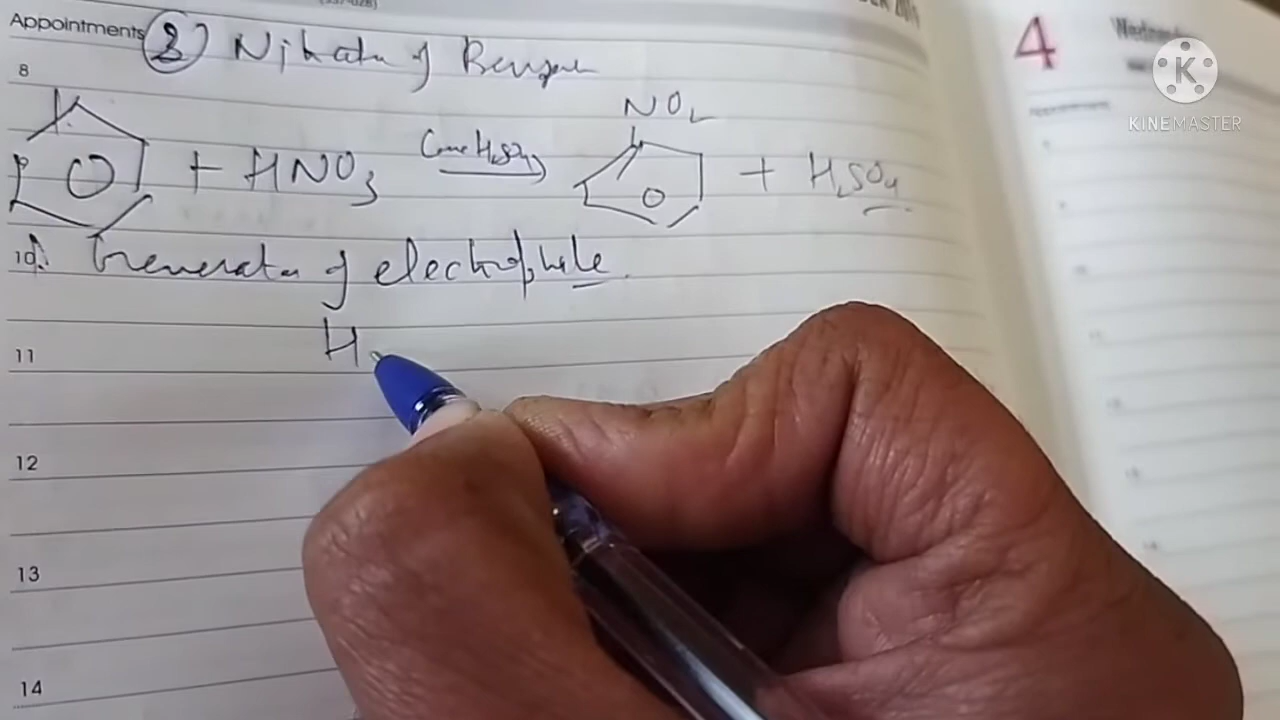 Appointments
② Nitration of Benzene
8
+ HNO3 Conc H2SO4 → NO2 + H2SO4
10 1. Generation of electrophile.
11 H
12
13
14
4
KINEMASTER